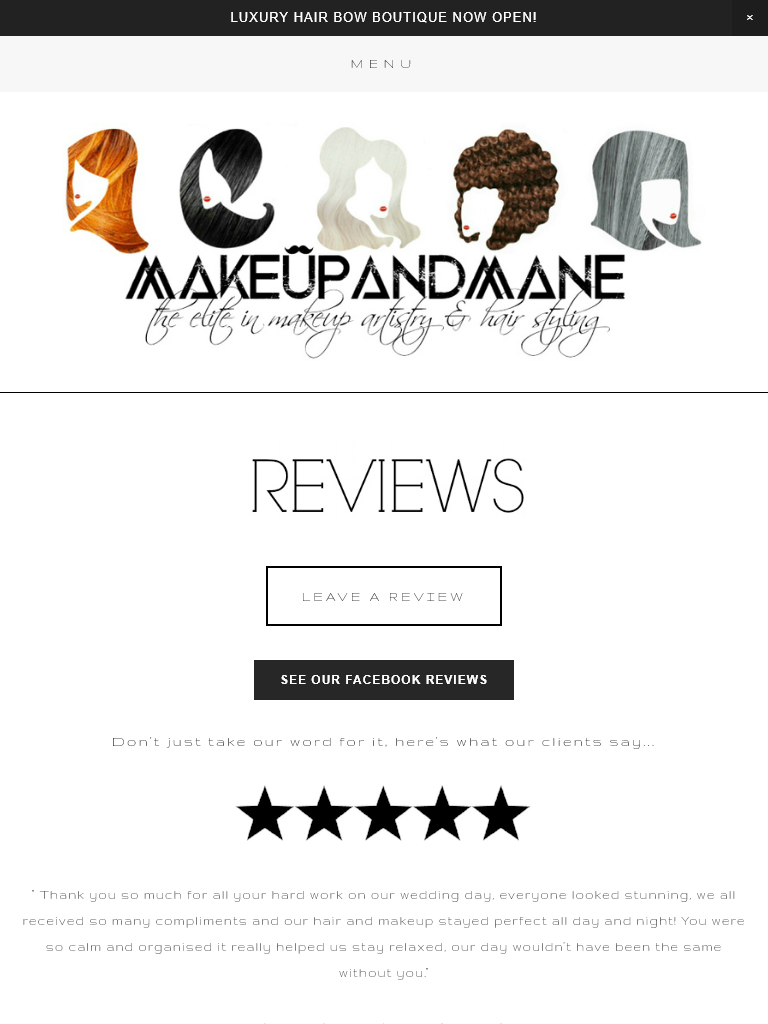 LUXURY HAIR BOW BOUTIQUE NOW OPEN!
×
MENU
MAKEÜPANDMANE
the elite in makeup artistry & hair styling
REVIEWS
LEAVE A REVIEW
SEE OUR FACEBOOK REVIEWS
Don't just take our word for it, here's what our clients say...
" Thank you so much for all your hard work on our wedding day, everyone looked stunning, we all
received so many compliments and our hair and makeup stayed perfect all day and night! You were
so calm and organised it really helped us stay relaxed, our day wouldn't have been the same
without you."